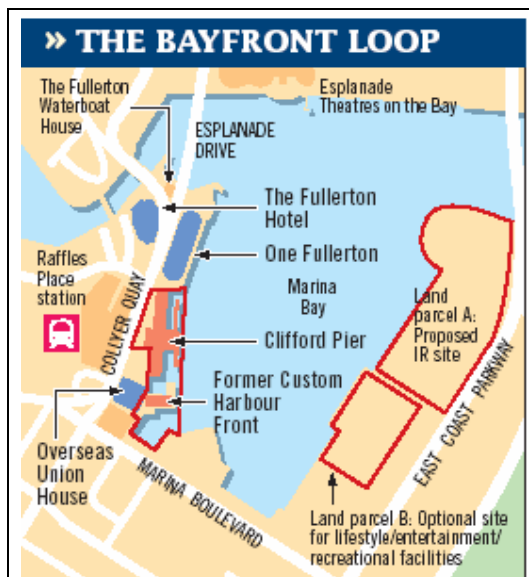 » THE BAYFRONT LOOP
The Fullerton
Waterboat
House
Esplanade
Theatres on the Bay
ESPLANADE
DRIVE
The Fullerton
Hotel
One Fullerton
Raffles
Place
station
COLLYER QUAY
Marina
Bay
Land
parcel A:
Proposed
IR site
Clifford Pier
Former Custom
Harbour
Front
EAST COAST PARKWAY
Overseas
Union
House
MARINA BOULEVARD
Land parcel B: Optional site
for lifestyle/entertainment/
recreational facilities